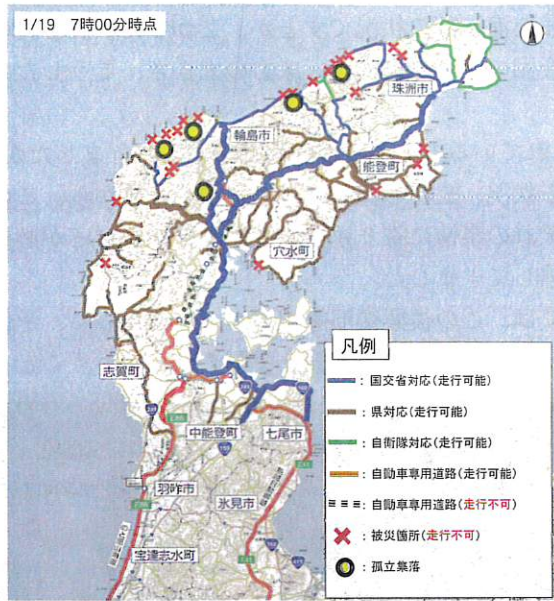 1/19 7時00分時点
珠洲市
輪島市
能登町
穴水町
志賀町
中能登町
七尾市
羽咋市
氷見市
宝達志水町
凡例
：国交省対応(走行可能)
：県対応(走行可能)
：自衛隊対応(走行可能)
：自動車専用道路(走行可能)
：自動車専用道路(走行不可)
：被災箇所(走行不可)
：孤立集落